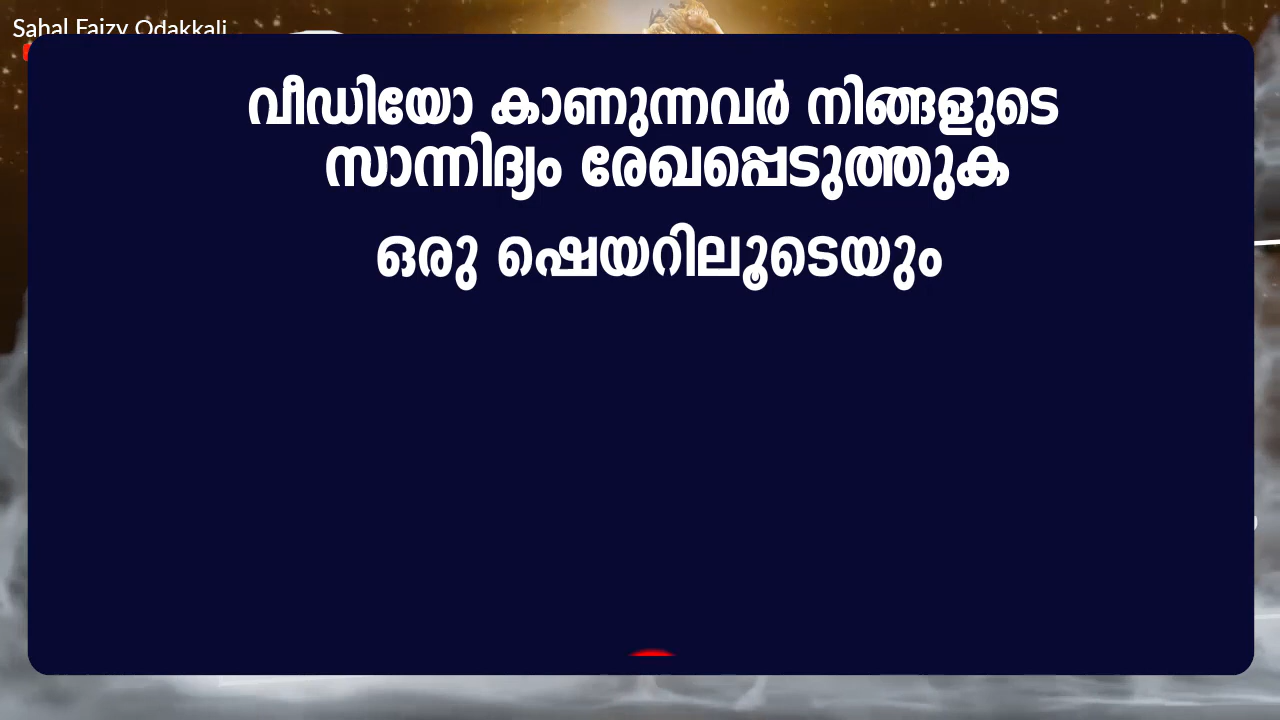 Sahal Faizy Odakkali
വീഡിയോ കാണുന്നവർ നിങ്ങളുടെ
സാന്നിദ്യം രേഖപ്പെടുത്തുക
ഒരു ഷെയറിലൂടെയും